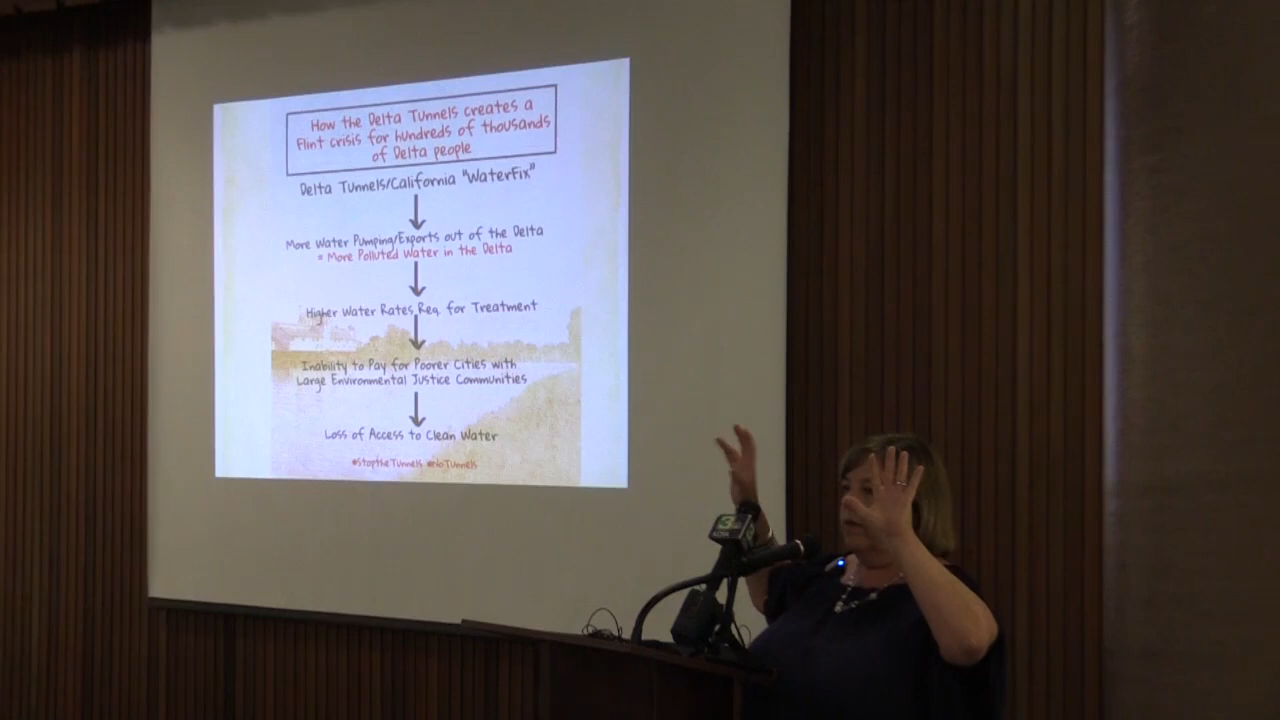 How the Delta Tunnels creates a
Flint crisis for hundreds of thousands
of Delta people
Delta Tunnels/California "WaterFix"
More Water Pumping/Exports out of the Delta
= More Polluted Water in the Delta
Higher Water Rates Req. for Treatment
Inability to Pay for Poorer Cities with
Large Environmental Justice Communities
Loss of Access to Clean Water
#StoptheTunnels #NoTunnels
3
KCRA